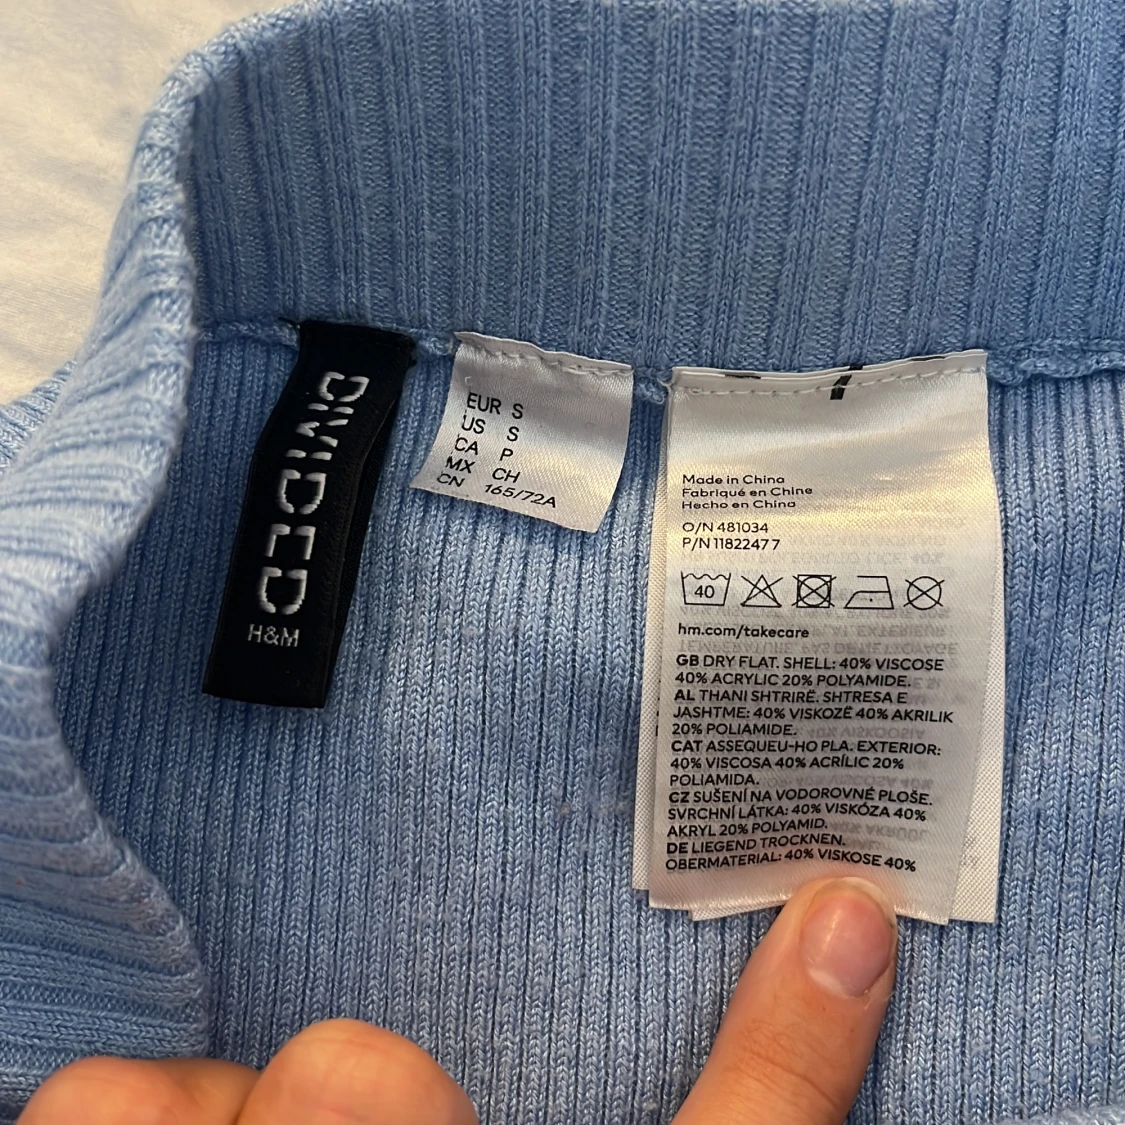 DIVIDED
H&M
EUR S
US S
CA P
MX CH
CN 165/72A
Made in China
Fabriqué en Chine
Hecho en China
O/N 481034
P/N 11822477
40
hm.com/takecare
GB DRY FLAT. SHELL: 40% VISCOSE
40% ACRYLIC 20% POLYAMIDE.
AL THANI SHTRIRË. SHTRESA E
JASHTME: 40% VISKOZË 40% AKRILIK
20% POLIAMIDE.
CAT ASSEQUEU-HO PLA. EXTERIOR:
40% VISCOSA 40% ACRÍLIC 20%
POLIAMIDA.
CZ SUŠENÍ NA VODOROVNÉ PLOŠE.
SVRCHNÍ LÁTKA: 40% VISKÓZA 40%
AKRYL 20% POLYAMID.
DE LIEGEND TROCKNEN.
OBERMATERIAL: 40% VISKOSE 40%